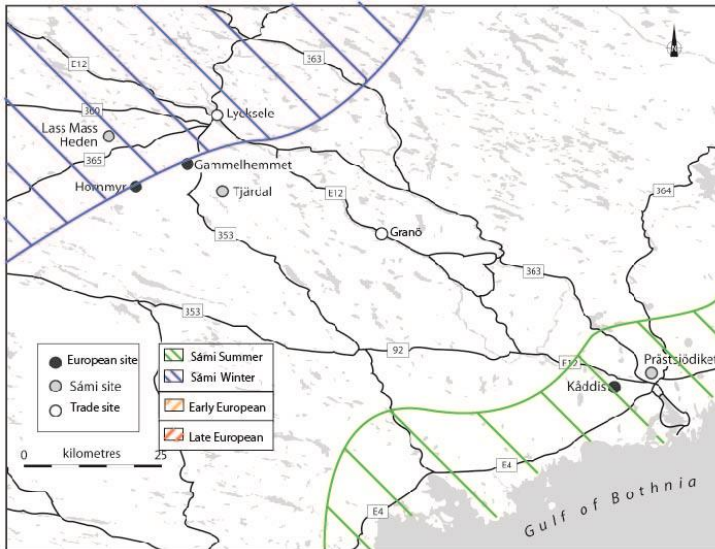 N
363
E12
Lycksele
360
Lass Mass
Heden
365
Gammelhemmet
Hornmyr
Tjärdal
E12
364
Granö
353
363
353
92
E12
Prästsjödiket
Kåddis
European site
Sámi site
Trade site
Sámi Summer
Sámi Winter
Early European
Late European
0 kilometres 25
E4
E4
Gulf of Bothnia